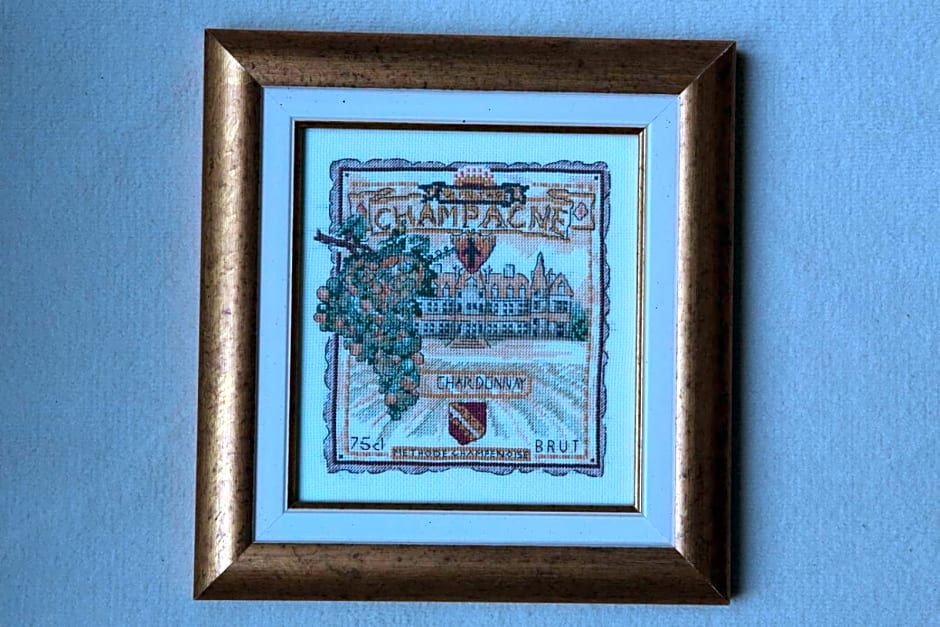 CHAMPAGNE
CHARDONNAY
75cl BRUT
METHODE CHAMPENOISE